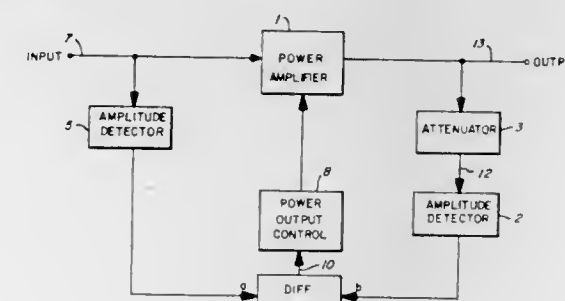 1
7
13
INPUT
POWER
AMPLIFIER
OUTP
AMPLITUDE
DETECTOR
5
ATTENUATOR
3
12
8
POWER
OUTPUT
CONTROL
AMPLITUDE
DETECTOR
2
10
a
DIFF
b